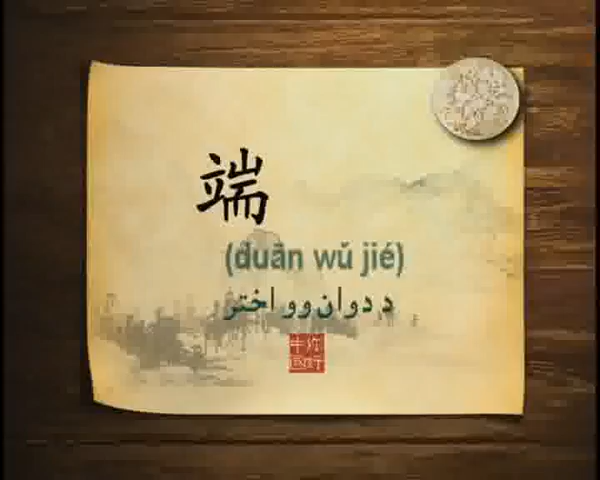 端
(duān wǔ jié)
د دوان وو اختر